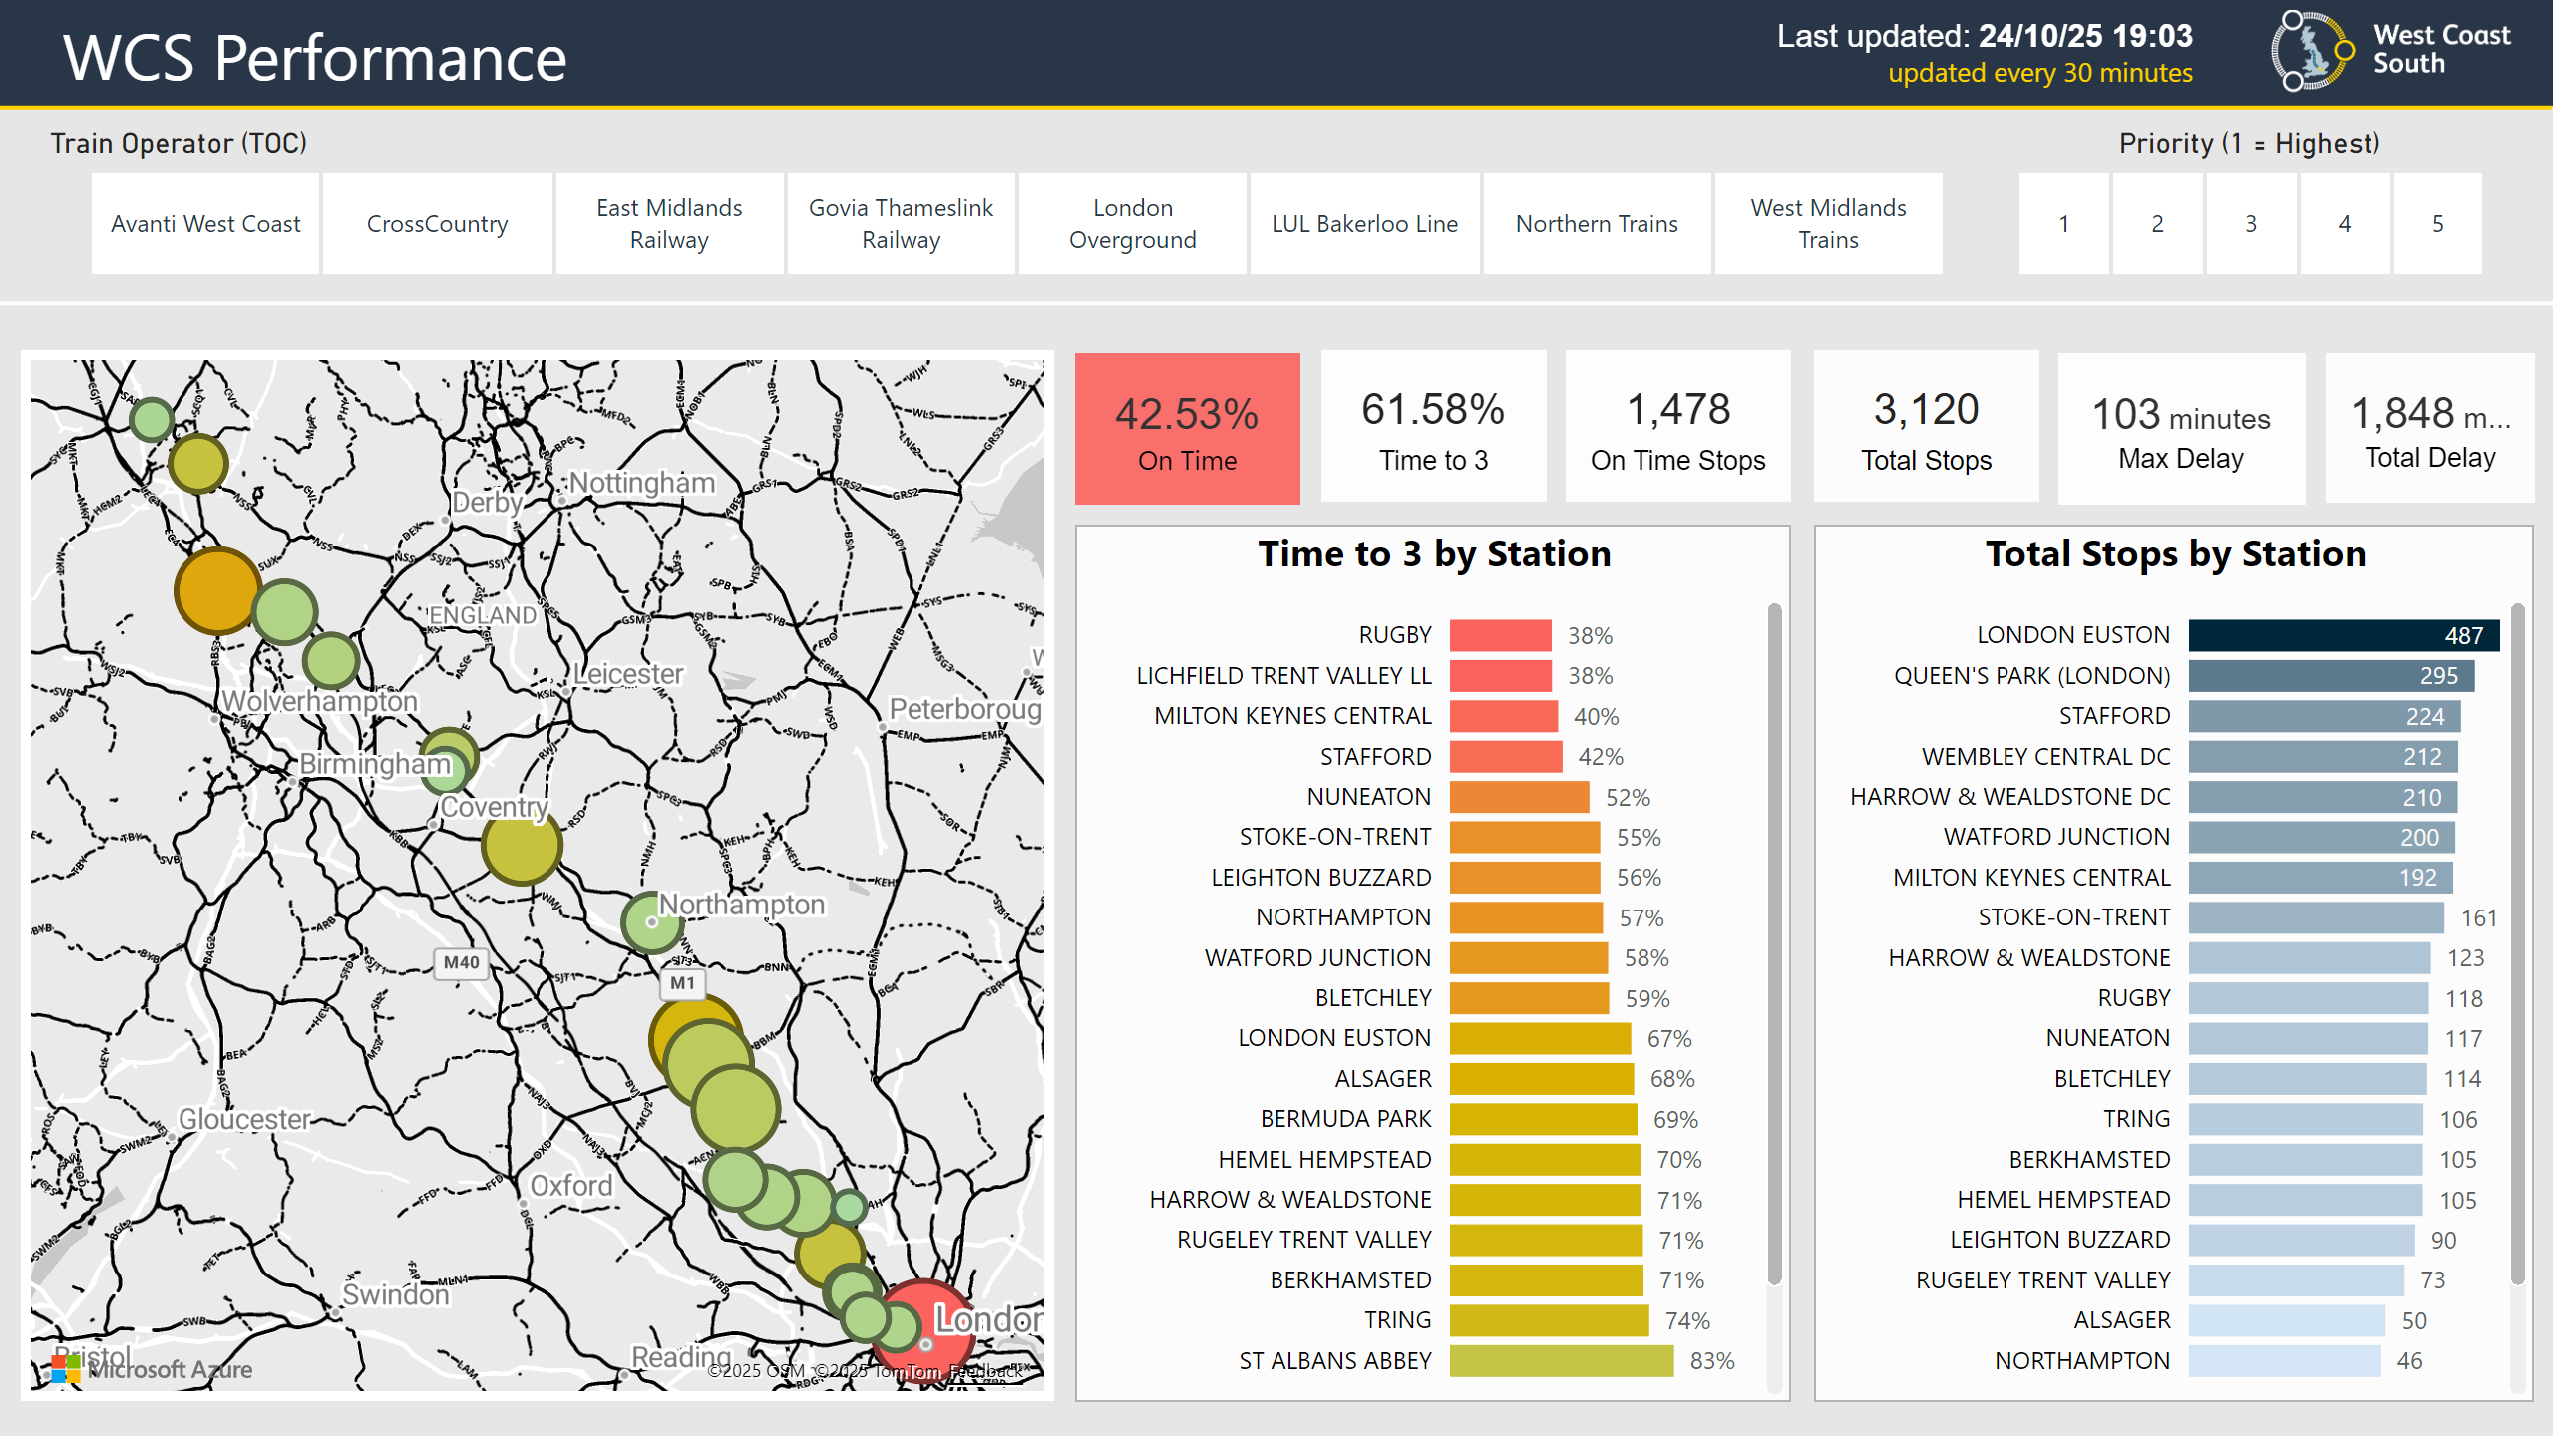 WCS Performance
Last updated: 24/10/25 19:03
updated every 30 minutes
West Coast
South
Train Operator (TOC)
Priority (1 = Highest)
Avanti West Coast
CrossCountry
East Midlands
Railway
Govia Thameslink
Railway
London
Overground
LUL Bakerloo Line
Northern Trains
West Midlands
Trains
1
2
3
4
5
42.53%
On Time
61.58%
Time to 3
1,478
On Time Stops
3,120
Total Stops
103 minutes
Max Delay
1,848 m...
Total Delay
Nottingham
Derby
ENGLAND
Leicester
Wolverhampton
Peterboroug
Birmingham
Coventry
Northampton
M40
M1
Gloucester
Oxford
Swindon
London
Bristol
Reading
Microsoft Azure
©2025 OSM ©2025 TomTom Feedback
Time to 3 by Station
RUGBY 38%
LICHFIELD TRENT VALLEY LL 38%
MILTON KEYNES CENTRAL 40%
STAFFORD 42%
NUNEATON 52%
STOKE-ON-TRENT 55%
LEIGHTON BUZZARD 56%
NORTHAMPTON 57%
WATFORD JUNCTION 58%
BLETCHLEY 59%
LONDON EUSTON 67%
ALSAGER 68%
BERMUDA PARK 69%
HEMEL HEMPSTEAD 70%
HARROW & WEALDSTONE 71%
RUGELEY TRENT VALLEY 71%
BERKHAMSTED 71%
TRING 74%
ST ALBANS ABBEY 83%
Total Stops by Station
LONDON EUSTON 487
QUEEN'S PARK (LONDON) 295
STAFFORD 224
WEMBLEY CENTRAL DC 212
HARROW & WEALDSTONE DC 210
WATFORD JUNCTION 200
MILTON KEYNES CENTRAL 192
STOKE-ON-TRENT 161
HARROW & WEALDSTONE 123
RUGBY 118
NUNEATON 117
BLETCHLEY 114
TRING 106
BERKHAMSTED 105
HEMEL HEMPSTEAD 105
LEIGHTON BUZZARD 90
RUGELEY TRENT VALLEY 73
ALSAGER 50
NORTHAMPTON 46